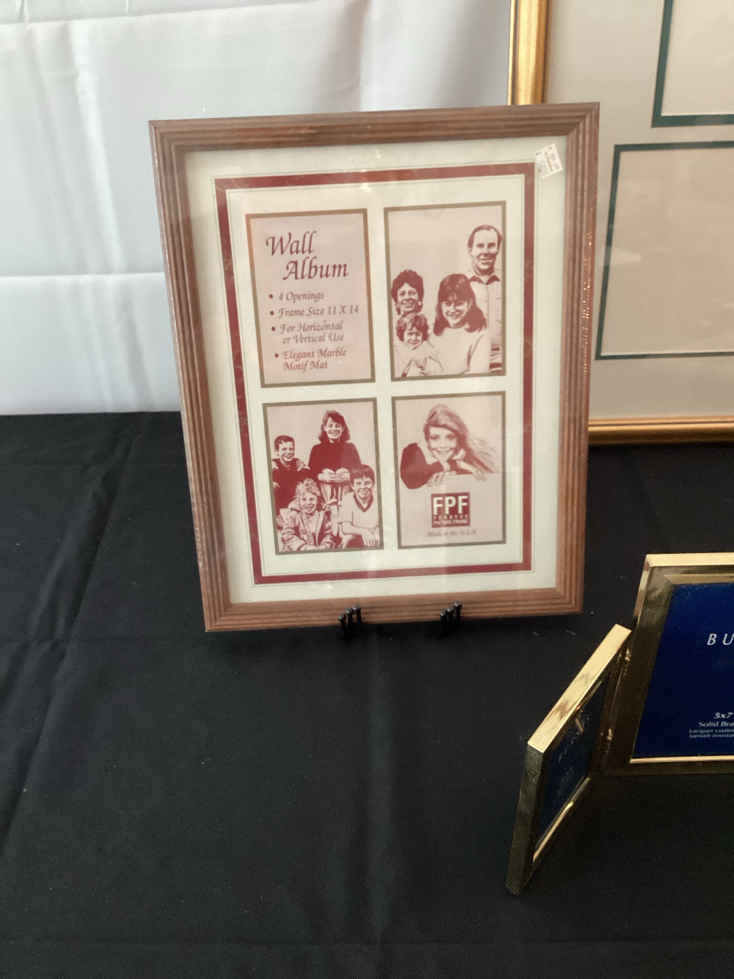 Wall
Album
• 4 Openings
• Frame Size 11 X 14
• For Horizontal
or Vertical Use
• Elegant Marble
Motif Mat
FPF
Made in the U.S.A.
BU
5x7
Solid Bra